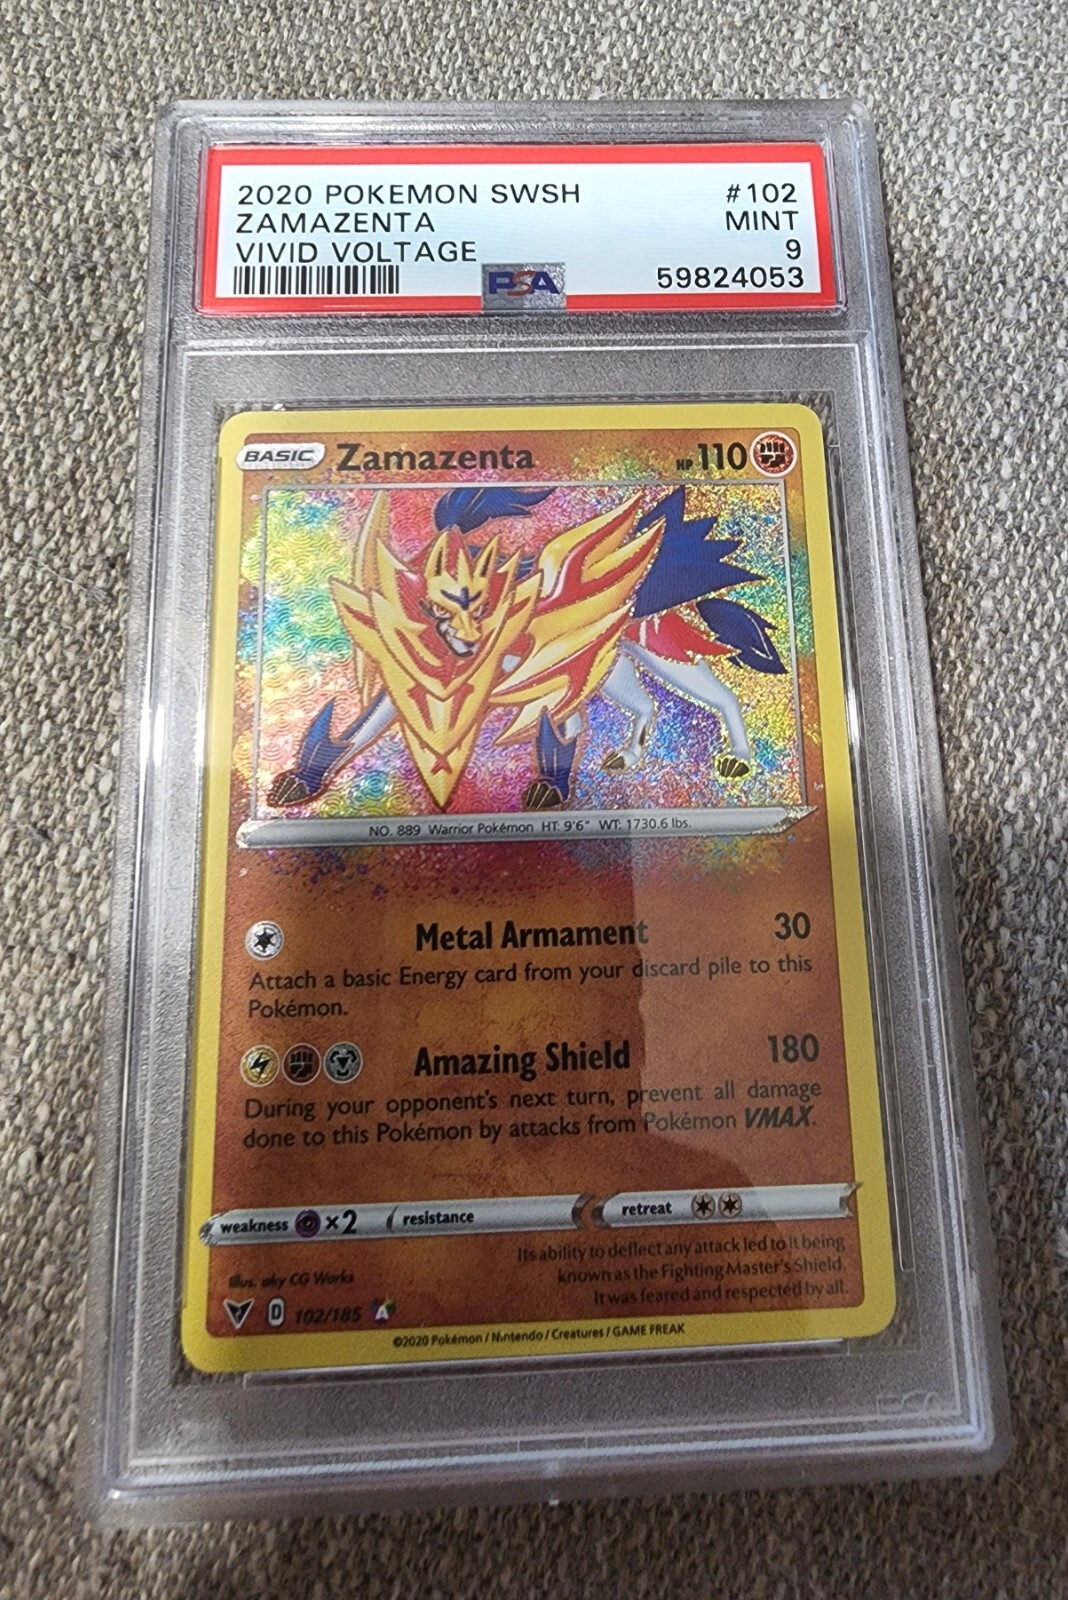 2020 POKEMON SWSH #102
ZAMAZENTA MINT
VIVID VOLTAGE 9
PSA 59824053
BASIC Zamazenta HP 110
NO. 889 Warrior Pokémon HT: 9'6" WT: 1730.6 lbs.
Metal Armament 30
Attach a basic Energy card from your discard pile to this
Pokémon.
Amazing Shield 180
During your opponent's next turn, prevent all damage
done to this Pokémon by attacks from Pokémon VMAX.
weakness ×2 resistance retreat
Its ability to deflect any attack led to it being
known as the Fighting Master's Shield.
It was feared and respected by all.
Illus. aky CG Works
D 102/185 A
©2020 Pokémon / Nintendo / Creatures / GAME FREAK